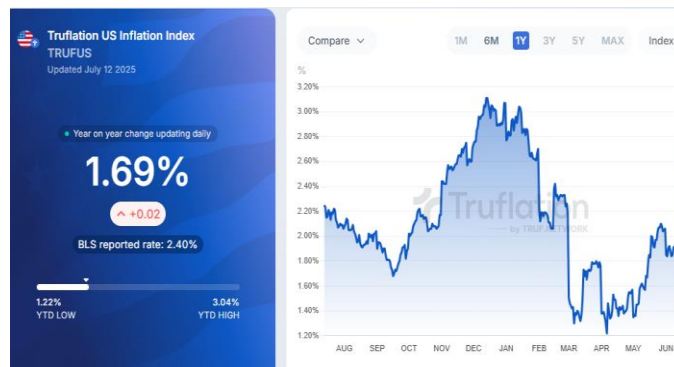 Truflation US Inflation Index
TRUFUS
Updated July 12 2025
Year on year change updating daily
1.69%
+0.02
BLS reported rate: 2.40%
1.22%
YTD LOW
3.04%
YTD HIGH
Compare
1M 6M 1Y 3Y 5Y MAX Index
%
3.20%
3.00%
2.80%
2.60%
2.40%
2.20%
2.00%
1.80%
1.60%
1.40%
1.20%
Truflation
by TRUF.NETWORK
AUG SEP OCT NOV DEC JAN FEB MAR APR MAY JUN